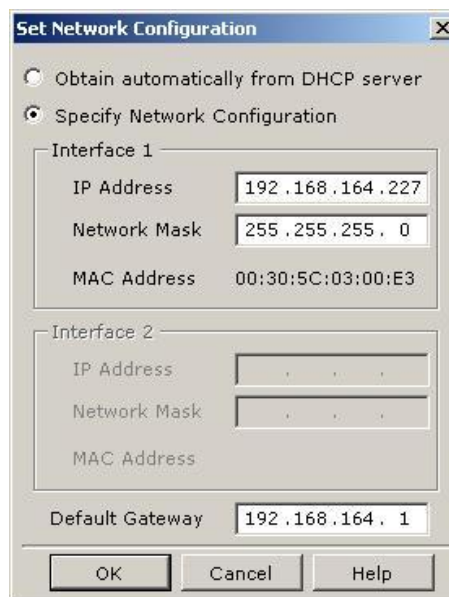 Set Network Configuration
Obtain automatically from DHCP server
Specify Network Configuration
Interface 1
IP Address 192.168.164.227
Network Mask 255.255.255. 0
MAC Address 00:30:5C:03:00:E3
Interface 2
IP Address . . .
Network Mask . . .
MAC Address
Default Gateway 192.168.164. 1
OK Cancel Help